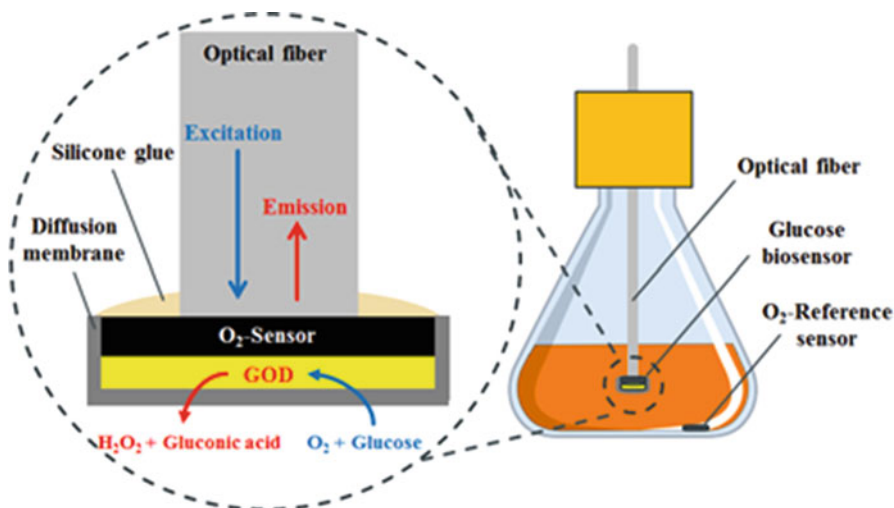 Optical fiber
Excitation
Silicone glue
Emission
Diffusion
membrane
O₂-Sensor
GOD
H₂O₂ + Gluconic acid
O₂ + Glucose
Optical fiber
Glucose
biosensor
O₂-Reference
sensor